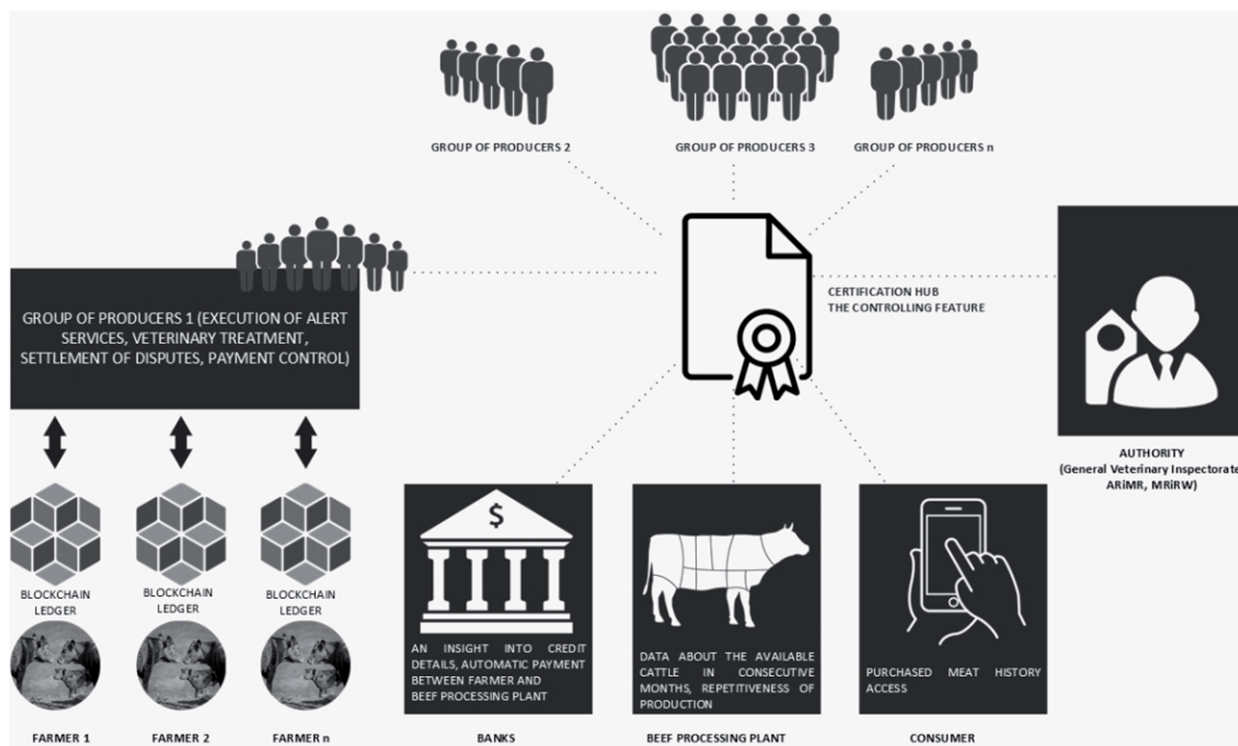 GROUP OF PRODUCERS 2
GROUP OF PRODUCERS 3
GROUP OF PRODUCERS n
GROUP OF PRODUCERS 1 (EXECUTION OF ALERT
SERVICES, VETERINARY TREATMENT,
SETTLEMENT OF DISPUTES, PAYMENT CONTROL)
CERTIFICATION HUB
THE CONTROLLING FEATURE
AUTHORITY
(General Veterinary Inspectorate
ARiMR, MRiRW)
BLOCKCHAIN
LEDGER
BLOCKCHAIN
LEDGER
BLOCKCHAIN
LEDGER
FARMER 1
FARMER 2
FARMER n
$
AN INSIGHT INTO CREDIT
DETAILS, AUTOMATIC PAYMENT
BETWEEN FARMER AND
BEEF PROCESSING PLANT
BANKS
DATA ABOUT THE AVAILABLE
CATTLE IN CONSECUTIVE
MONTHS, REPETITIVENESS OF
PRODUCTION
BEEF PROCESSING PLANT
PURCHASED MEAT HISTORY
ACCESS
CONSUMER